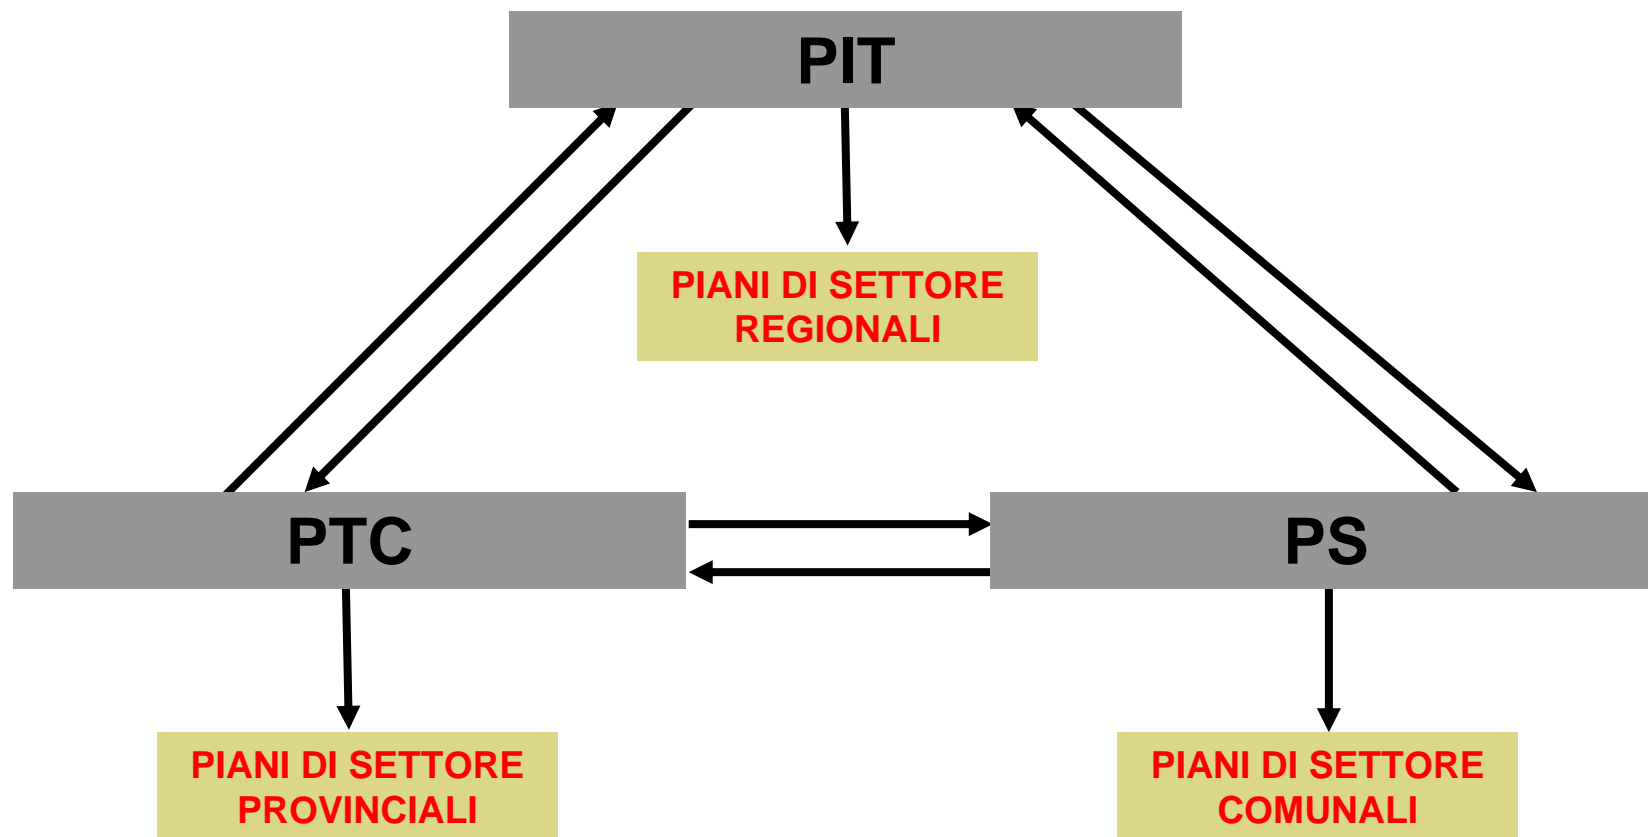 PIT
PIANI DI SETTORE
REGIONALI
PTC
PS
PIANI DI SETTORE
PROVINCIALI
PIANI DI SETTORE
COMUNALI